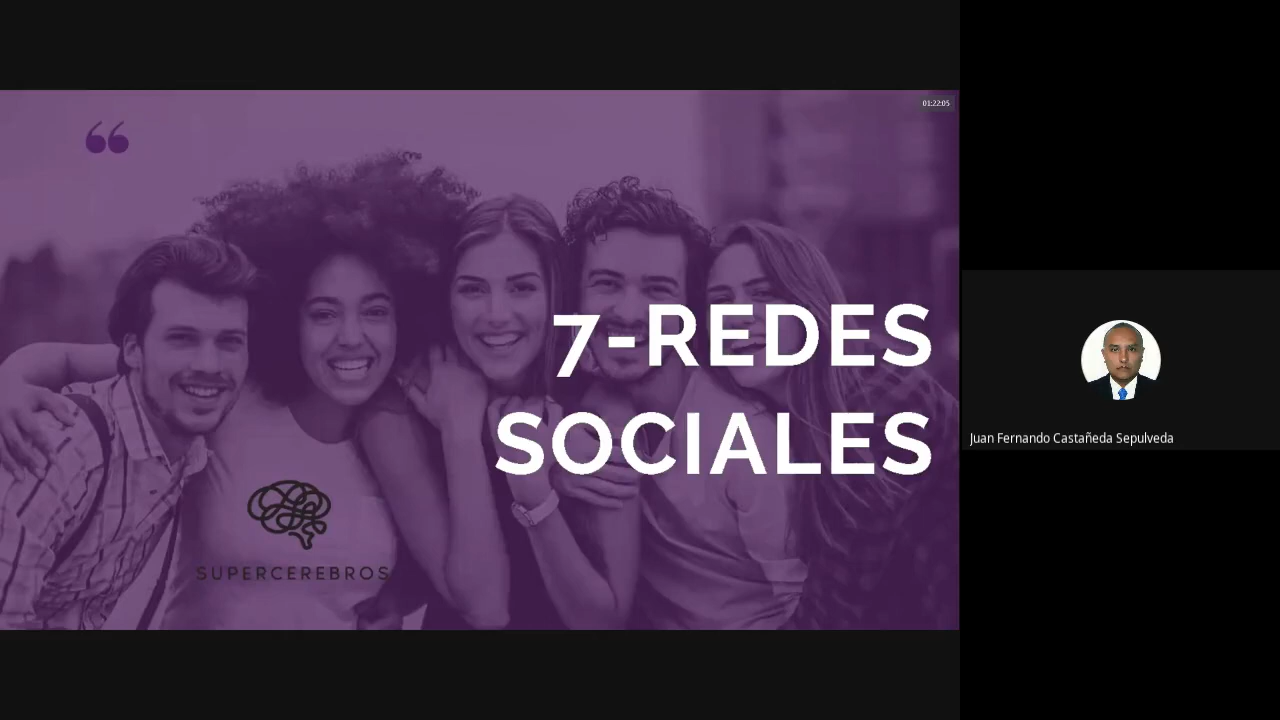 01:22:05
“
7-REDES
SOCIALES
SUPERCEREBROS
Juan Fernando Castañeda Sepulveda